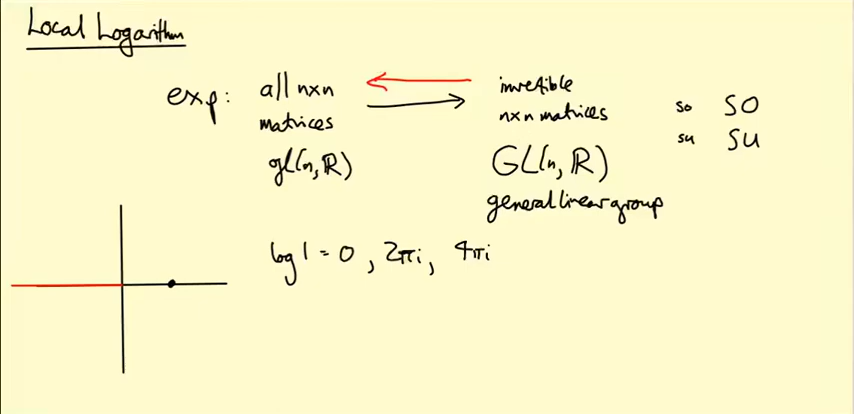 Local Logarithm
exp: all nxn matrices gl(n, ℝ)
invertible nxn matrices GL(n, ℝ) general linear group
so SO
su SU
log 1 = 0, 2πi, 4πi